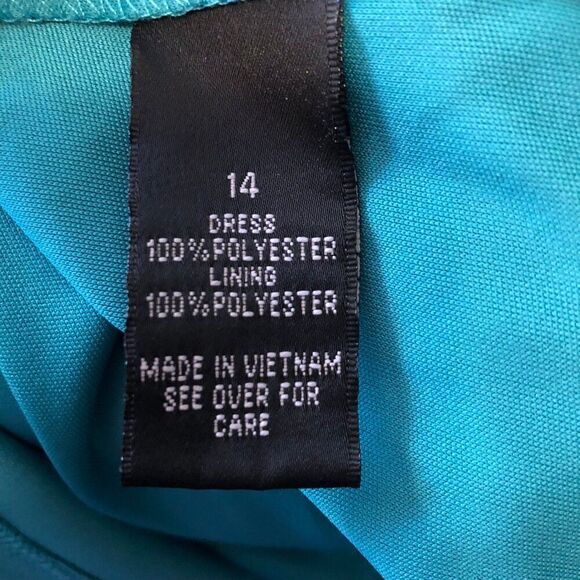 14
DRESS
100%POLYESTER
LINING
100%POLYESTER
MADE IN VIETNAM
SEE OVER FOR
CARE